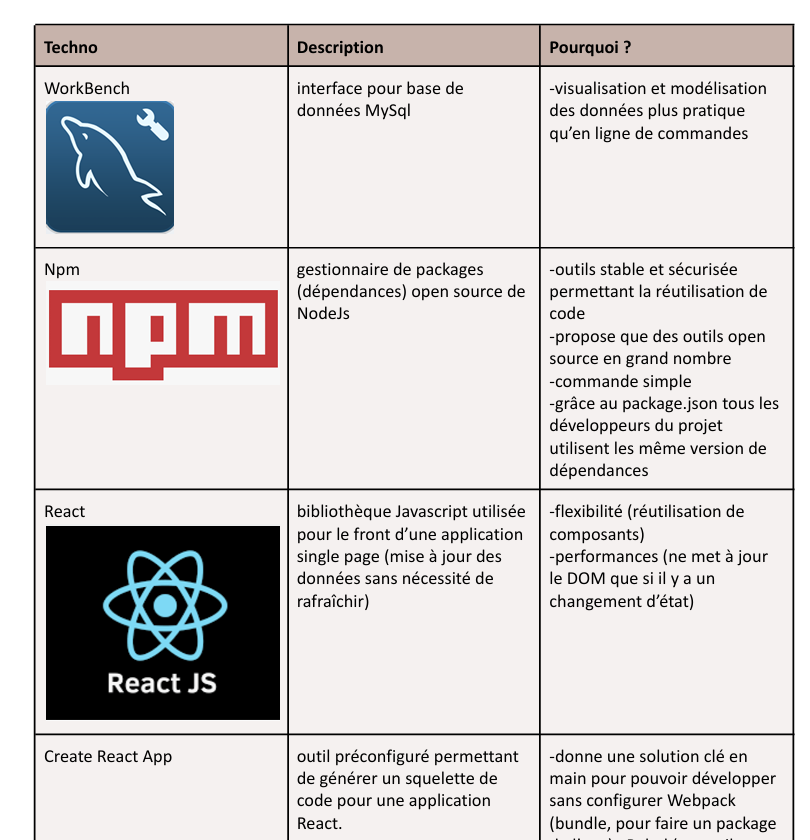 Techno
Description
Pourquoi ?
WorkBench
interface pour base de
données MySql
-visualisation et modélisation
des données plus pratique
qu’en ligne de commandes
Npm
npm
gestionnaire de packages
(dépendances) open source de
NodeJs
-outils stable et sécurisée
permettant la réutilisation de
code
-propose que des outils open
source en grand nombre
-commande simple
-grâce au package.json tous les
développeurs du projet
utilisent les même version de
dépendances
React
React JS
bibliothèque Javascript utilisée
pour le front d’une application
single page (mise à jour des
données sans nécessité de
rafraîchir)
-flexibilité (réutilisation de
composants)
-performances (ne met à jour
le DOM que si il y a un
changement d’état)
Create React App
outil préconfiguré permettant
de générer un squelette de
code pour une application
React.
-donne une solution clé en
main pour pouvoir développer
sans configurer Webpack
(bundle, pour faire un package